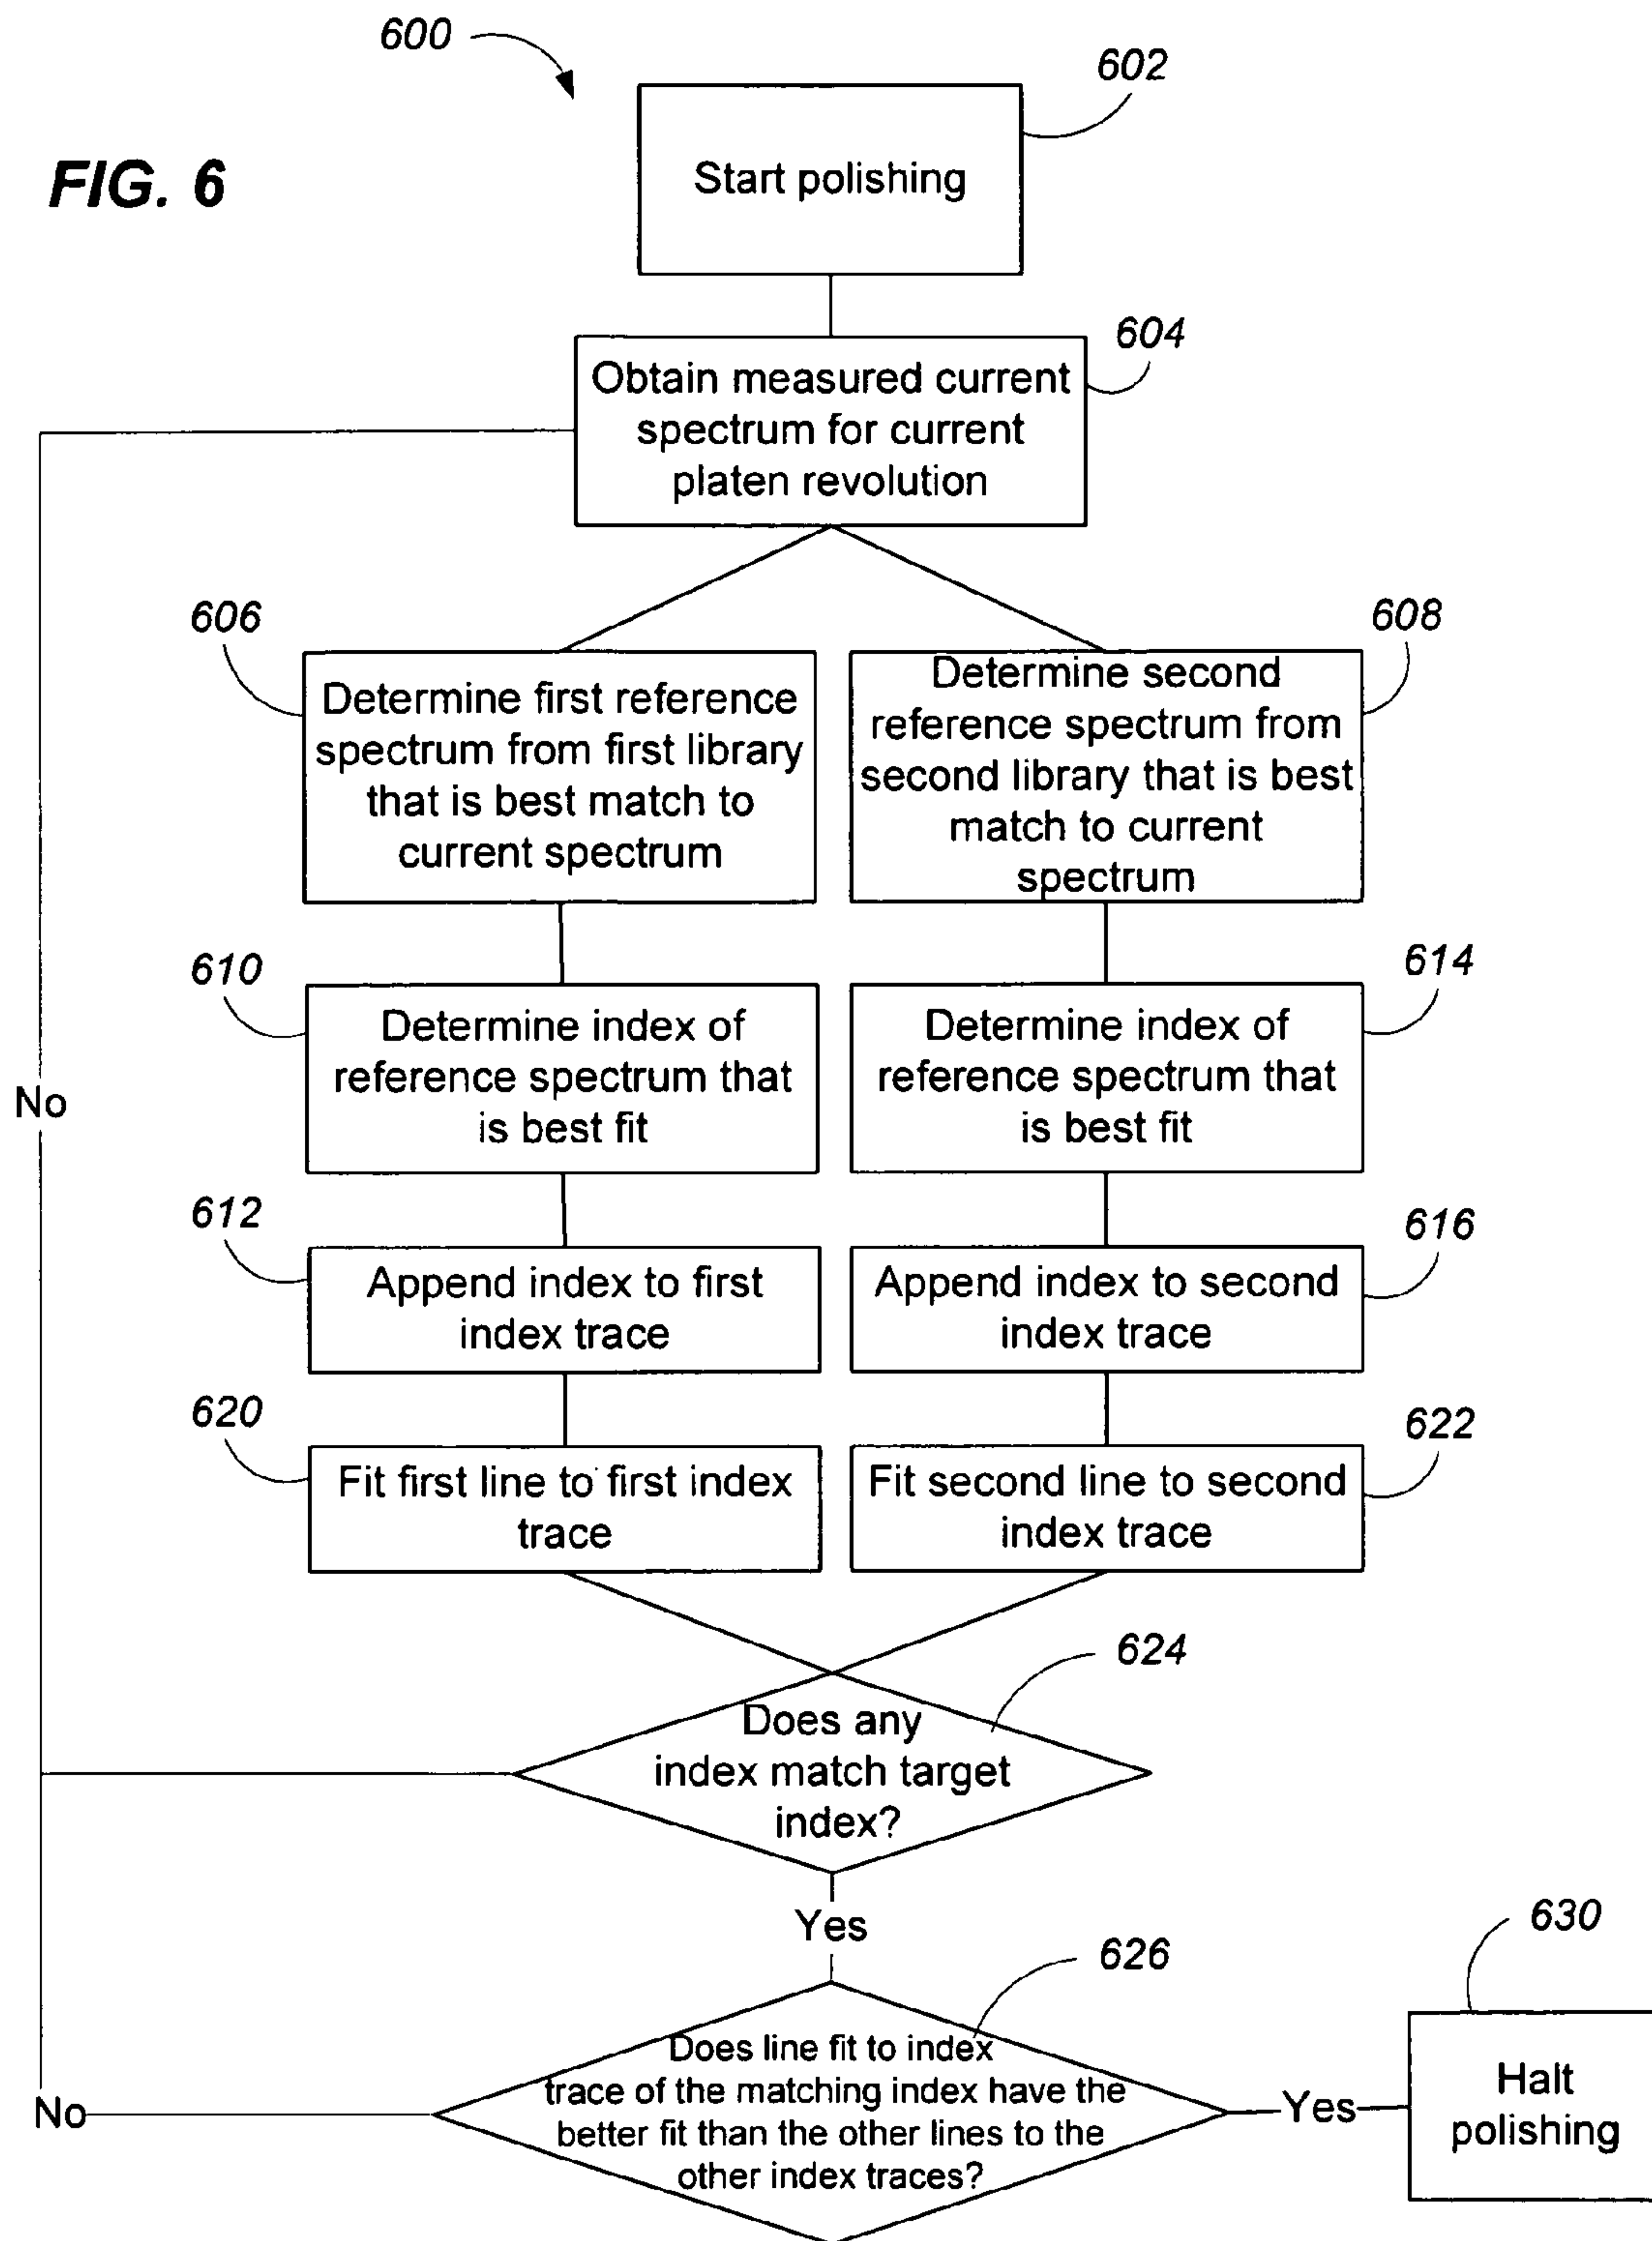 600
602
FIG. 6
Start polishing
604
Obtain measured current
spectrum for current
platen revolution
606
608
Determine first reference
spectrum from first library
that is best match to
current spectrum
Determine second
reference spectrum from
second library that is best
match to current
spectrum
610
614
Determine index of
reference spectrum that
is best fit
Determine index of
reference spectrum that
is best fit
No
612
616
Append index to first
index trace
Append index to second
index trace
620
622
Fit first line to first index
trace
Fit second line to second
index trace
624
Does any
index match target
index?
Yes
626
630
Does line fit to index
trace of the matching index have the
better fit than the other lines to the
other index traces?
No
Yes
Halt
polishing